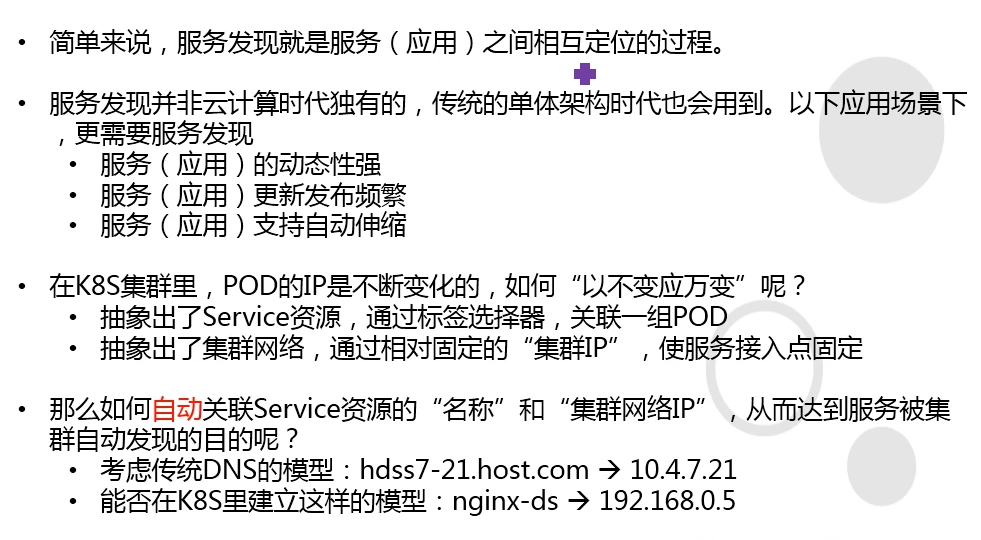 • 简单来说，服务发现就是服务（应用）之间相互定位的过程。
• 服务发现并非云计算时代独有的，传统的单体架构时代也会用到。以下应用场景下
，更需要服务发现
• 服务（应用）的动态性强
• 服务（应用）更新发布频繁
• 服务（应用）支持自动伸缩
• 在K8S集群里，POD的IP是不断变化的，如何“以不变应万变”呢？
• 抽象出了Service资源，通过标签选择器，关联一组POD
• 抽象出了集群网络，通过相对固定的“集群IP”，使服务接入点固定
• 那么如何自动关联Service资源的“名称”和“集群网络IP”，从而达到服务被集
群自动发现的目的呢？
• 考虑传统DNS的模型：hdss7-21.host.com → 10.4.7.21
• 能否在K8S里建立这样的模型：nginx-ds → 192.168.0.5